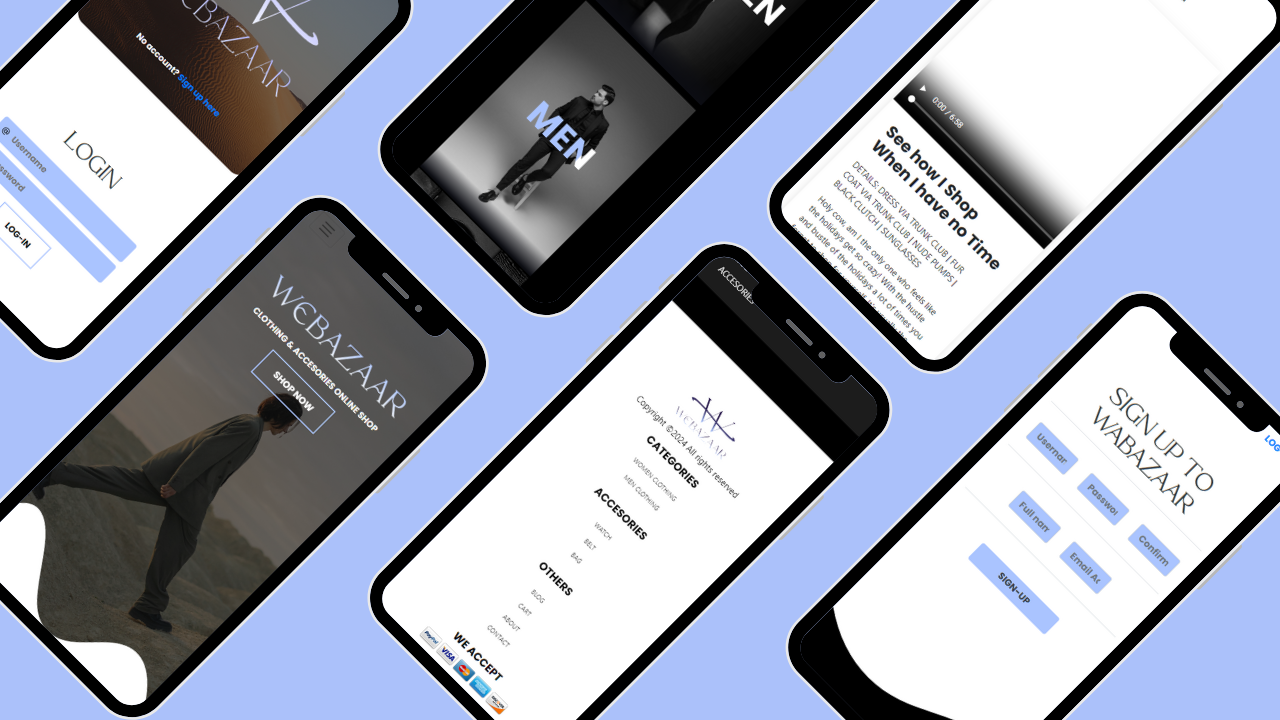 WEBAZAAR
No account? Sign up here
LOGIN
@ Username
LOG-IN
MEN
0:00 / 6:58
See how I Shop
When I have no Time
DETAILS: DRESS VIA TRUNK CLUB | FUR
COAT VIA TRUNK CLUB | NUDE PUMPS |
BLACK CLUTCH | SUNGLASSES
Holy cow, am I the only one who feels like
the holidays get so crazy! With the hustle
and bustle of the holidays a lot of times you
WEBAZAAR
CLOTHING & ACCESORIES ONLINE SHOP
SHOP NOW
ACCESORIES
WEBAZAAR
Copyright ©2024 All rights reserved
CATEGORIES
WOMEN CLOTHING
MEN CLOTHING
ACCESORIES
WATCH
BELT
BAG
OTHERS
BLOG
CART
ABOUT
CONTACT
WE ACCEPT
PayPal
VISA
SIGN UP TO
WABAZAAR
Usernar
Passwoi
Confirm
Full narr
Email Ac
SIGN-UP
LOG